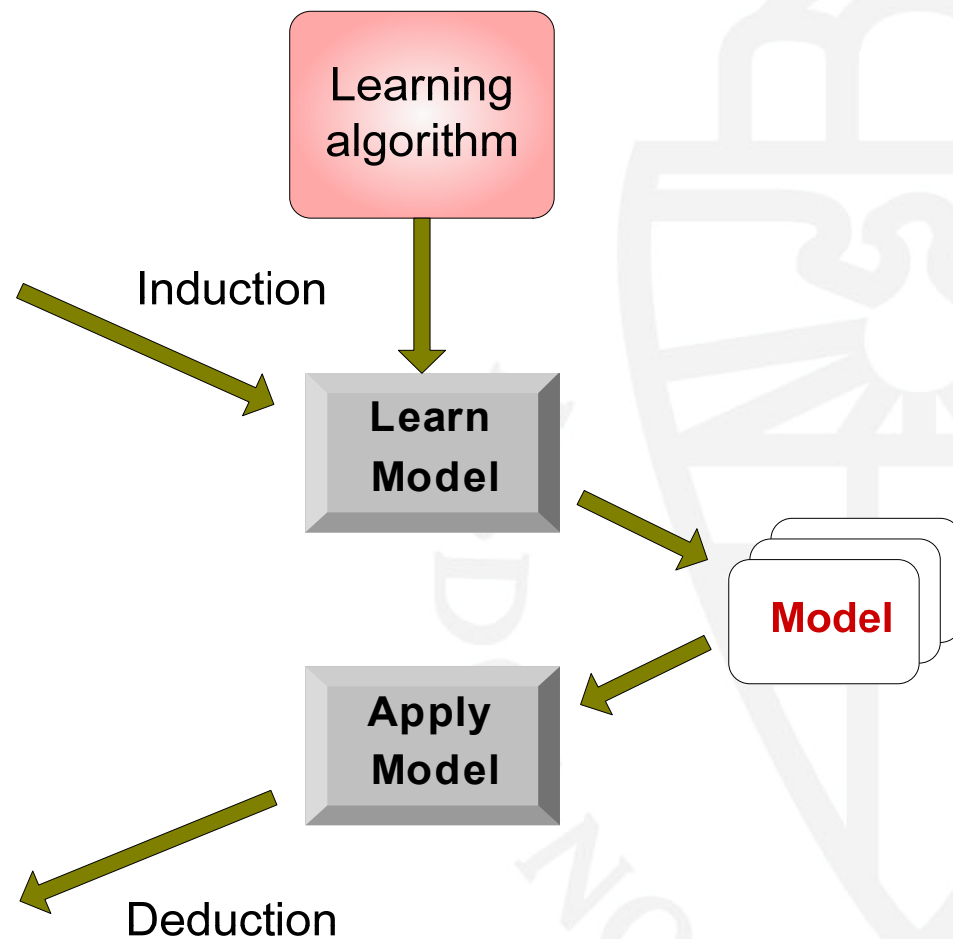 Learning
algorithm
Induction
Learn
Model
Model
Apply
Model
Deduction